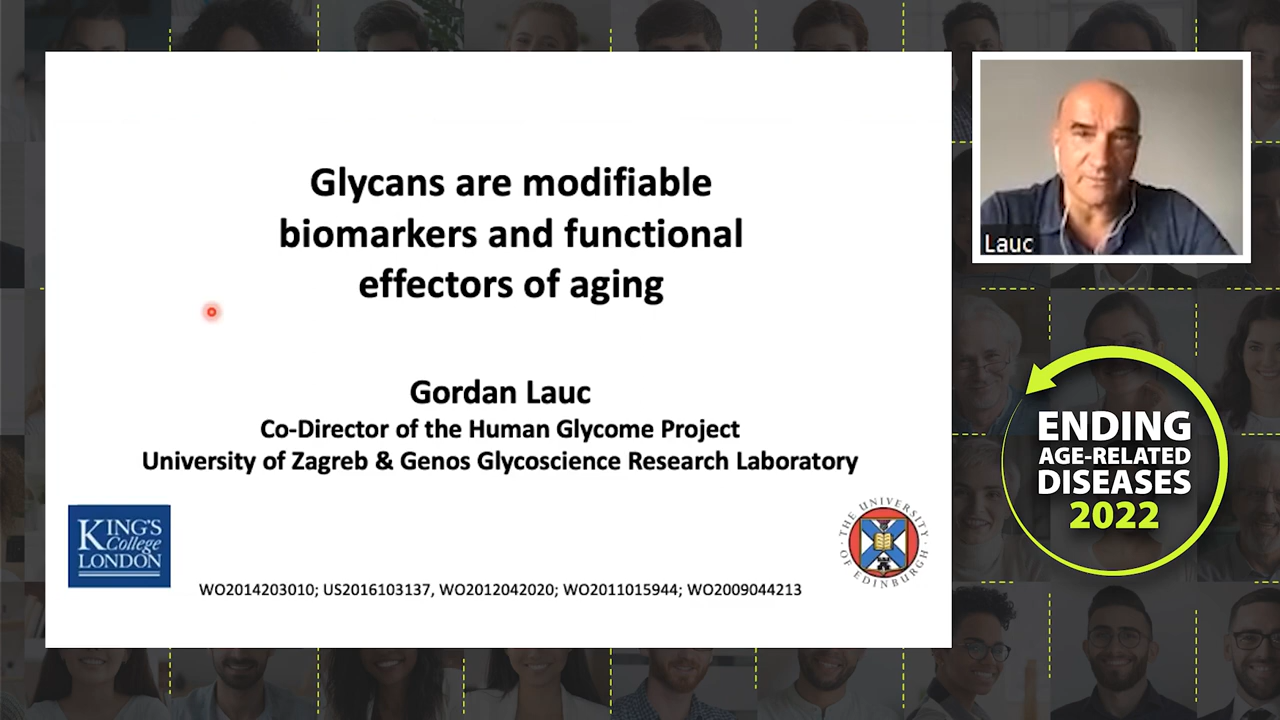 Glycans are modifiable
biomarkers and functional
effectors of aging
Gordan Lauc
Co-Director of the Human Glycome Project
University of Zagreb & Genos Glycoscience Research Laboratory
KING'S
College
LONDON
THE UNIVERSITY OF EDINBURGH
WO2014203010; US2016103137, WO2012042020; WO2011015944; WO2009044213
Lauc
ENDING
AGE-RELATED
DISEASES
2022